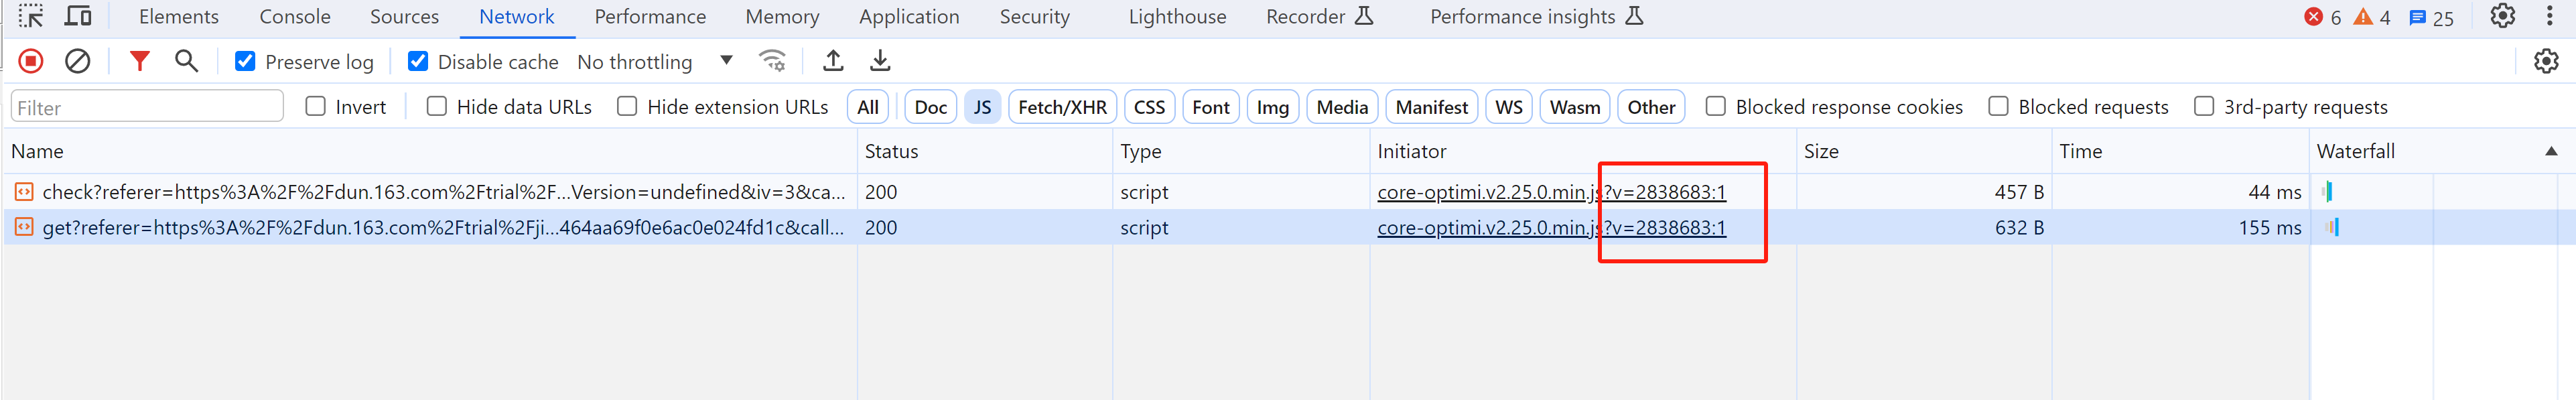 Elements Console Sources Network Performance Memory Application Security Lighthouse Recorder Performance insights 6 4 25
Preserve log Disable cache No throttling
Filter Invert Hide data URLs Hide extension URLs All Doc JS Fetch/XHR CSS Font Img Media Manifest WS Wasm Other Blocked response cookies Blocked requests 3rd-party requests
Name Status Type Initiator Size Time Waterfall
check?referer=https%3A%2F%2Fdun.163.com%2Ftrial%2F...Version=undefined&iv=3&ca... 200 script core-optimi.v2.25.0.min.js?v=2838683:1 457 B 44 ms
get?referer=https%3A%2F%2Fdun.163.com%2Ftrial%2Fji...464aa69f0e6ac0e024fd1c&call... 200 script core-optimi.v2.25.0.min.js?v=2838683:1 632 B 155 ms